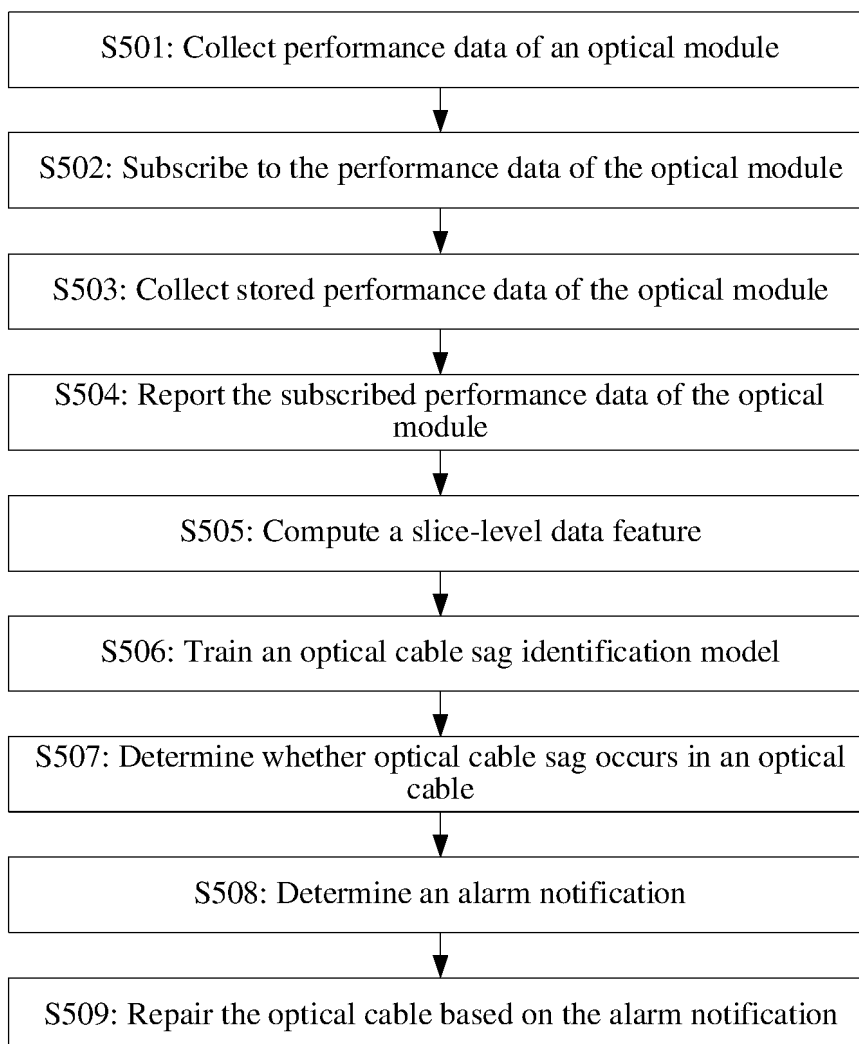 S501: Collect performance data of an optical module
S502: Subscribe to the performance data of the optical module
S503: Collect stored performance data of the optical module
S504: Report the subscribed performance data of the optical
module
S505: Compute a slice-level data feature
S506: Train an optical cable sag identification model
S507: Determine whether optical cable sag occurs in an optical
cable
S508: Determine an alarm notification
S509: Repair the optical cable based on the alarm notification